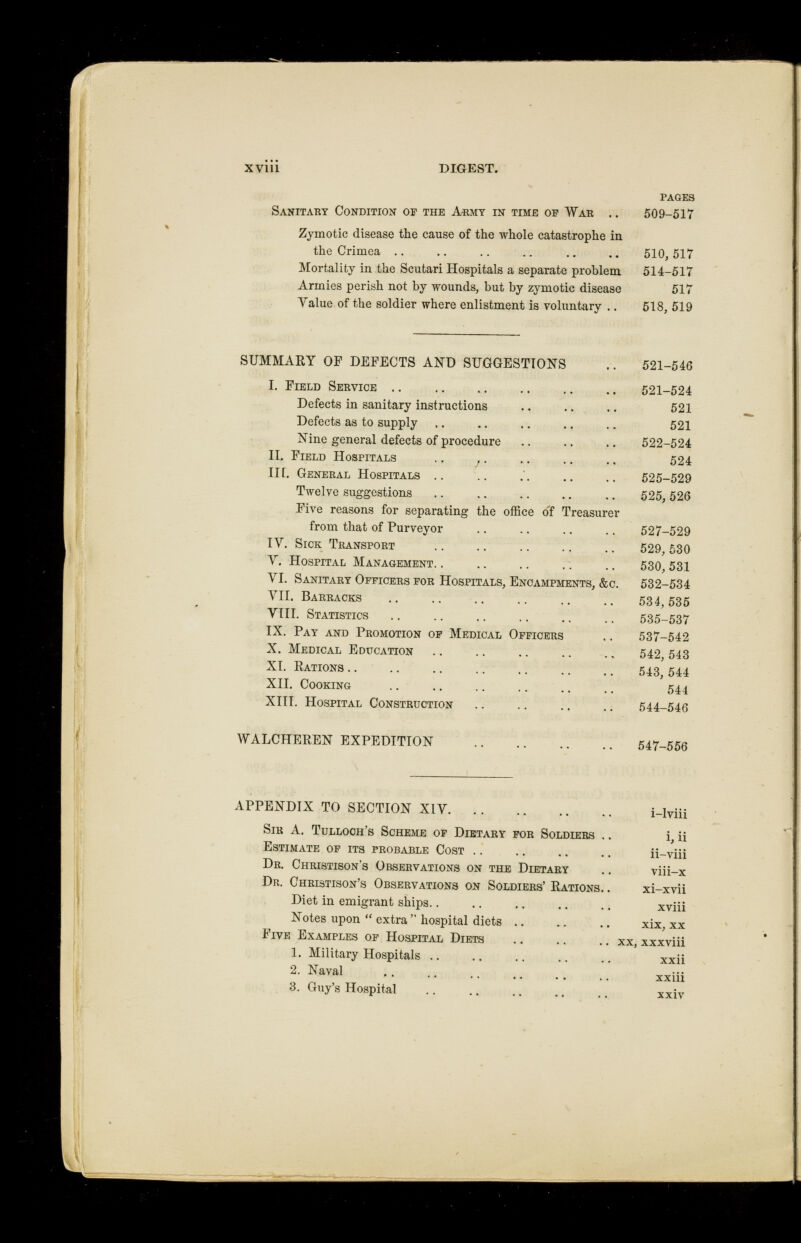 xviii DIGEST.
PAGES
SANITARY CONDITION OF THE ARMY IN TIME OF WAR .. 509–517
Zymotic disease the cause of the whole catastrophe in
the Crimea .. .. .. .. .. .. 510, 517
Mortality in the Scutari Hospitals a separate problem 514–517
Armies perish not by wounds, but by zymotic disease 517
Value of the soldier where enlistment is voluntary .. 518, 519
SUMMARY OF DEFECTS AND SUGGESTIONS .. 521–546
I. FIELD SERVICE .. .. .. .. .. .. 521–524
Defects in sanitary instructions .. .. .. 521
Defects as to supply .. .. .. .. .. 521
Nine general defects of procedure .. .. .. 522–524
II. FIELD HOSPITALS .. .. .. .. .. 524
III. GENERAL HOSPITALS .. .. .. .. .. 525–529
Twelve suggestions .. .. .. .. .. 525, 526
Five reasons for separating the office of Treasurer
from that of Purveyor .. .. .. .. 527–529
IV. SICK TRANSPORT .. .. .. .. .. 529, 530
V. HOSPITAL MANAGEMENT.. .. .. .. .. 530, 531
VI. SANITARY OFFICERS FOR HOSPITALS, ENCAMPMENTS, &C. 532–534
VII. BARRACKS .. .. .. .. .. .. 534, 535
VIII. STATISTICS .. .. .. .. .. .. 535–537
IX. PAY AND PROMOTION OF MEDICAL OFFICERS .. 537–542
X. MEDICAL EDUCATION .. .. .. .. .. 542, 543
XI. RATIONS.. .. .. .. .. .. .. 543, 544
XII. COOKING .. .. .. .. .. .. 544
XIII. HOSPITAL CONSTRUCTION .. .. .. .. 544–546
WALCHEREN EXPEDITION .. .. .. .. 547–556
APPENDIX TO SECTION XIV. .. .. .. .. i–lviii
SIR A. TULLOCH'S SCHEME OF DIETARY FOR SOLDIERS .. i, ii
ESTIMATE OF ITS PROBABLE COST .. .. .. .. ii–viii
DR. CHRISTISON'S OBSERVATIONS ON THE DIETARY .. viii–x
DR. CHRISTISON'S OBSERVATIONS ON SOLDIERS' RATIONS.. xi–xvii
Diet in emigrant ships.. .. .. .. .. xviii
Notes upon "extra" hospital diets .. .. .. xix, xx
FIVE EXAMPLES OF HOSPITAL DIETS .. .. .. xx, xxxviii
1. Military Hospitals .. .. .. .. .. xxii
2. Naval .. .. .. .. .. .. xxiii
3. Guy's Hospital .. .. .. .. .. xxiv